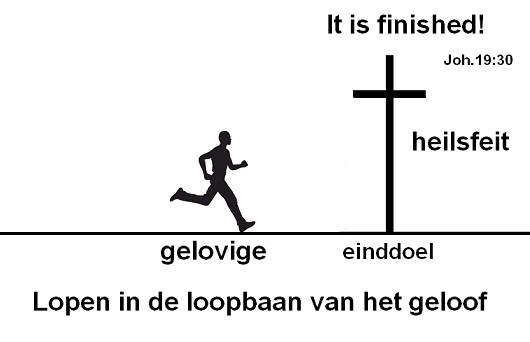 It is finished!
Joh.19:30
heilsfeit
gelovige
einddoel
Lopen in de loopbaan van het geloof